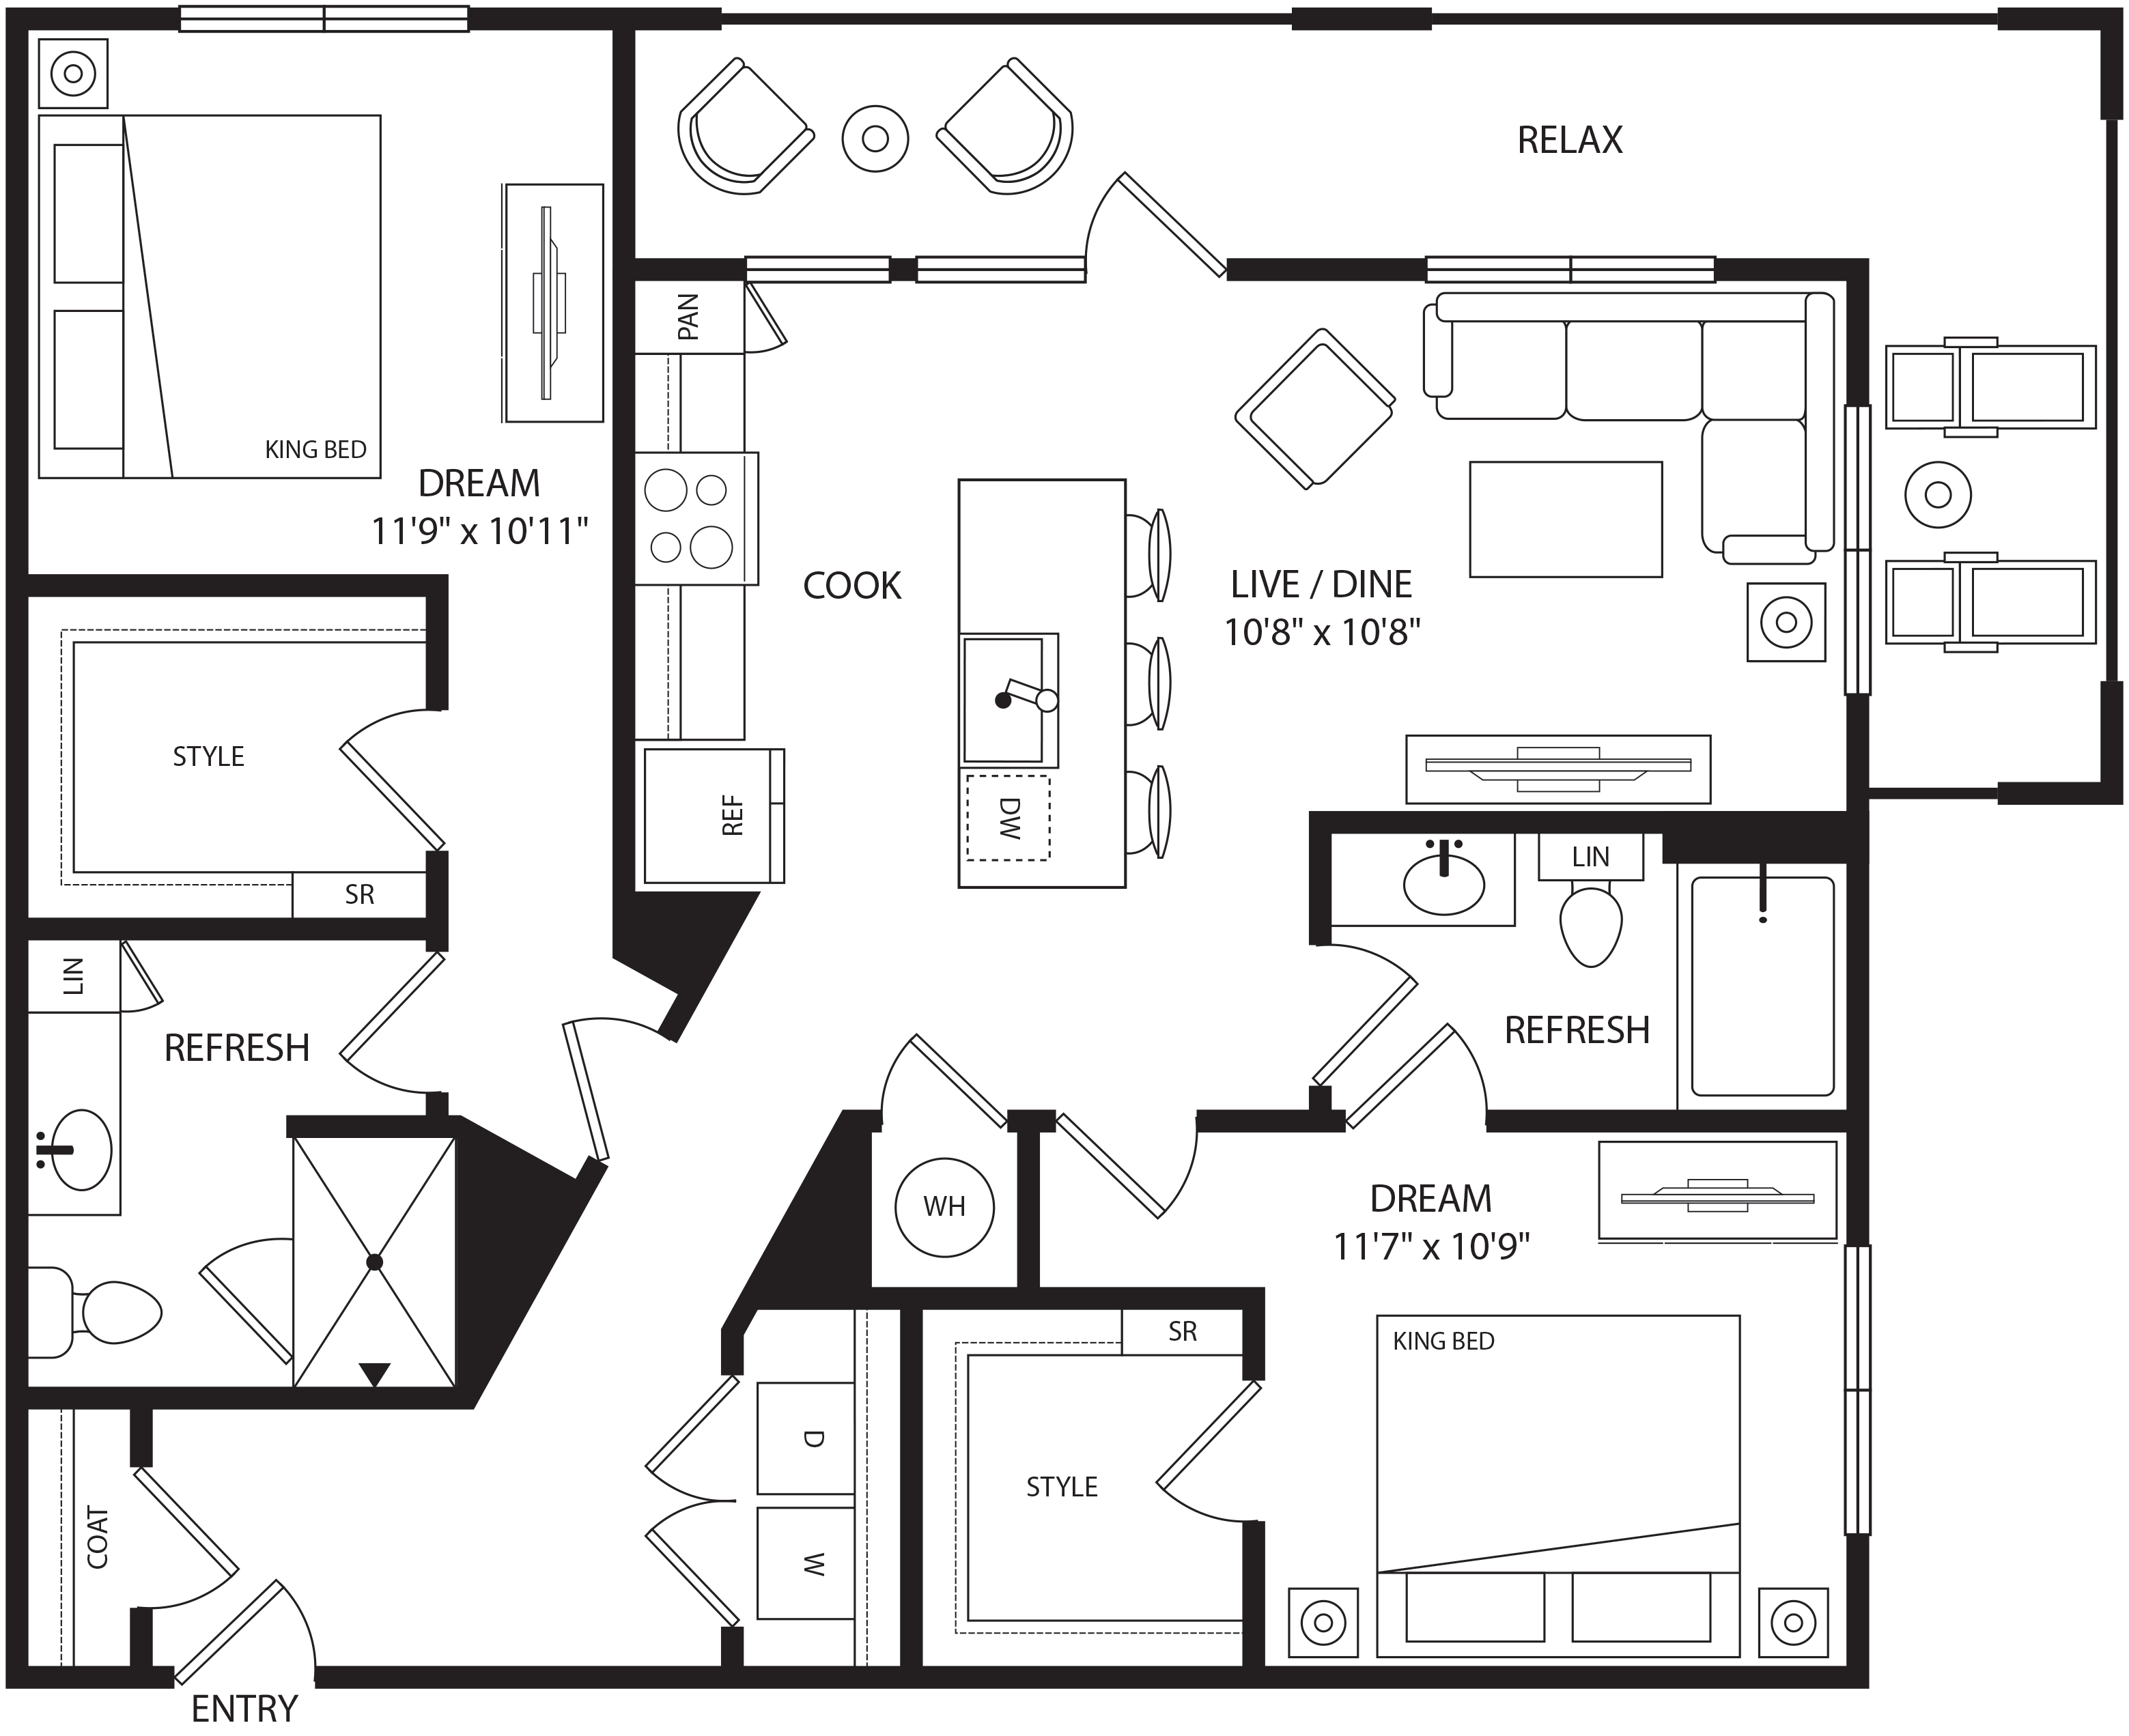 RELAX
PAN
KING BED
DREAM
11'9" x 10'11"
COOK
LIVE / DINE
10'8" x 10'8"
STYLE
REF
DW
SR
LIN
LIN
REFRESH
REFRESH
WH
DREAM
11'7" x 10'9"
SR
KING BED
D
STYLE
COAT
W
ENTRY